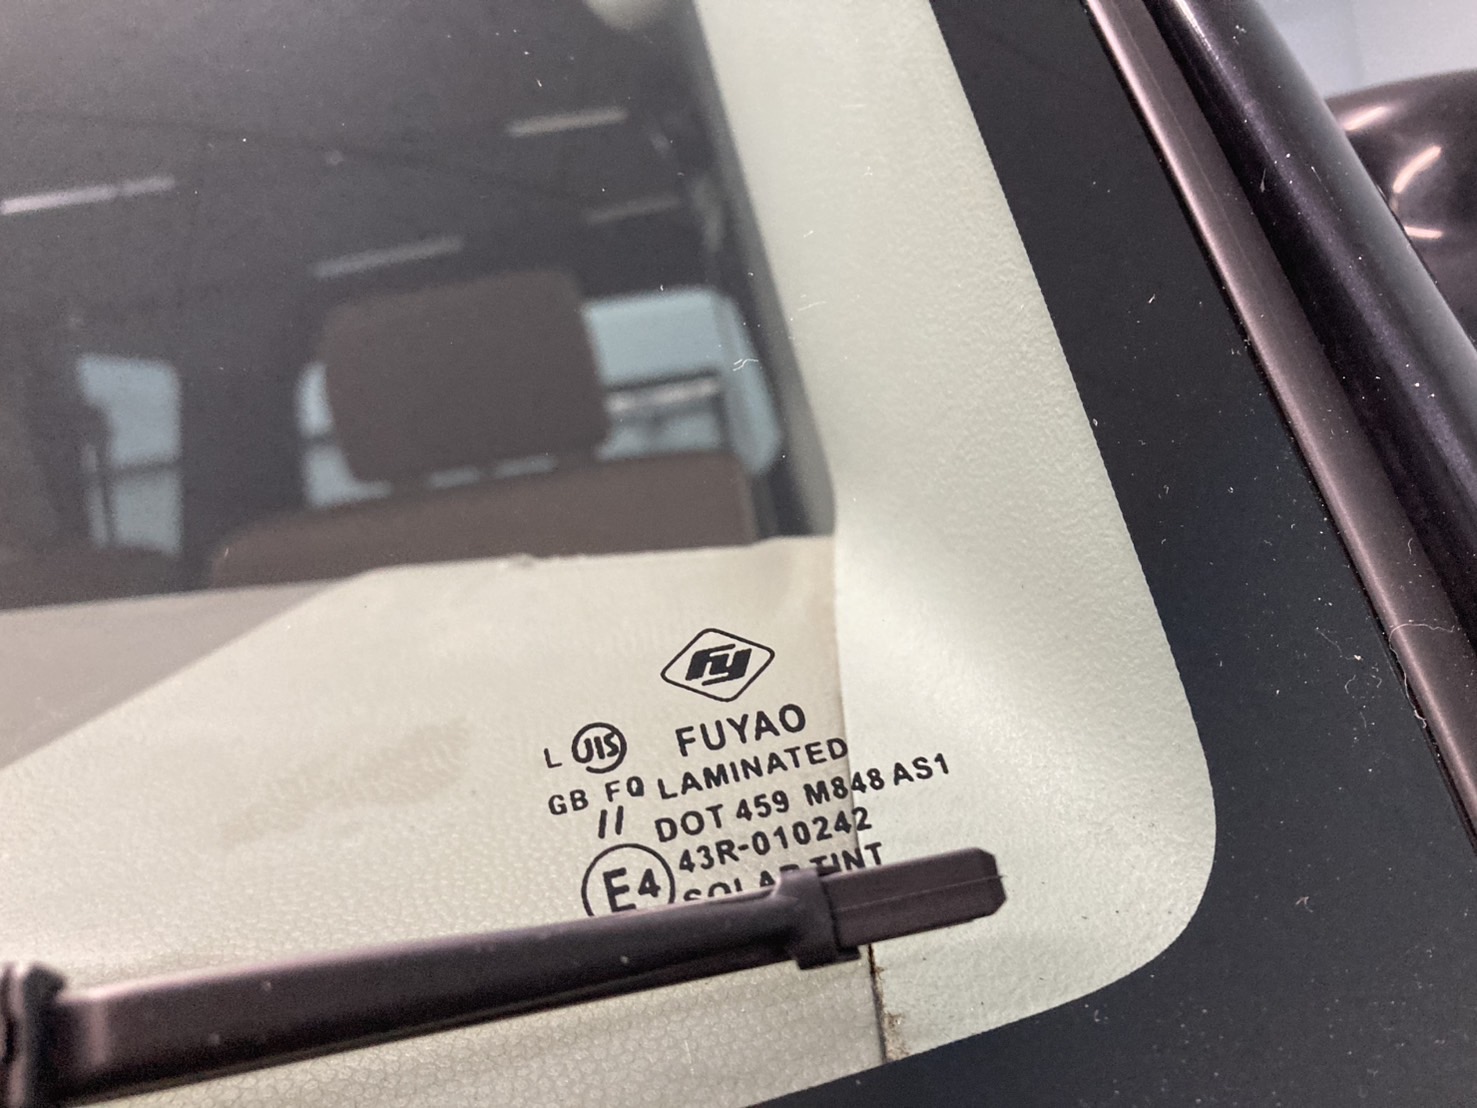 fy
FUYAO
L JIS
LAMINATED
GB FQ
//
DOT 459 M848 AS1
43R-010242
E4
SOLAR TINT